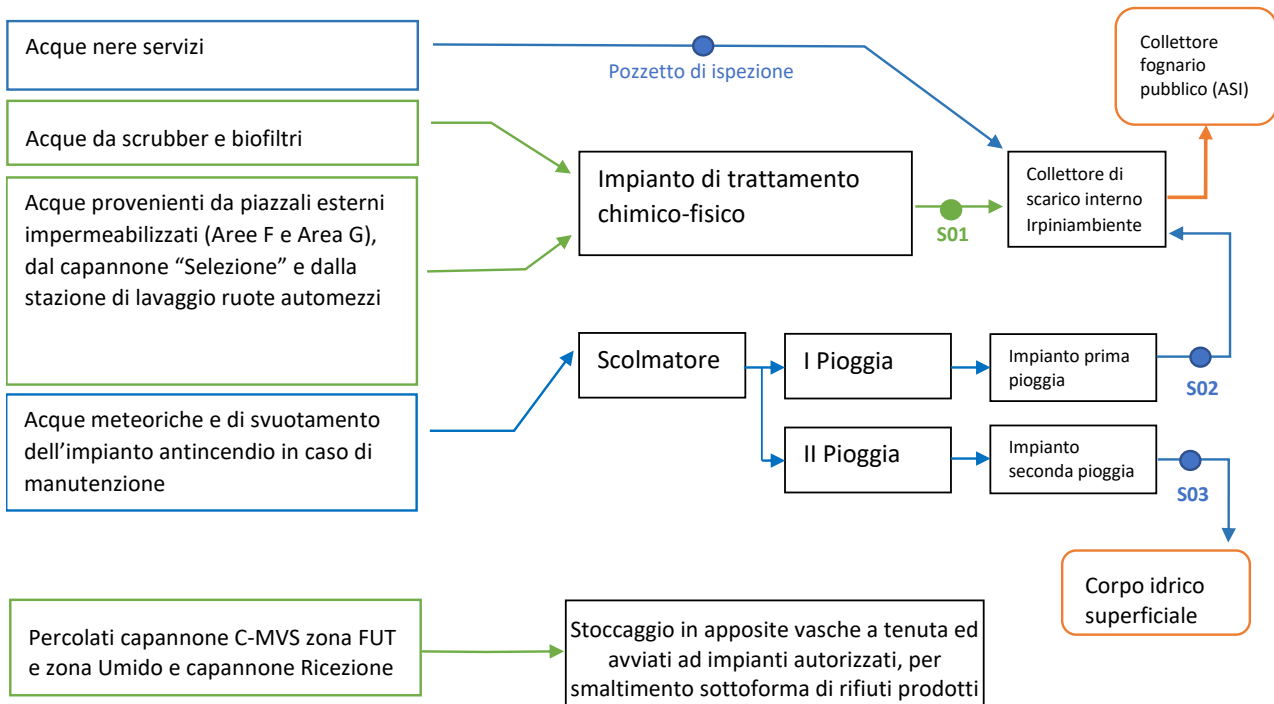 Acque nere servizi
Pozzetto di ispezione
Collettore
fognario
pubblico (ASI)
Acque da scrubber e biofiltri
Acque provenienti da piazzali esterni
impermeabilizzati (Aree F e Area G),
dal capannone “Selezione” e dalla
stazione di lavaggio ruote automezzi
Impianto di trattamento
chimico-fisico
S01
Collettore di
scarico interno
Irpiniambiente
Acque meteoriche e di svuotamento
dell’impianto antincendio in caso di
manutenzione
Scolmatore
I Pioggia
Impianto prima
pioggia
S02
II Pioggia
Impianto
seconda pioggia
S03
Corpo idrico
superficiale
Percolati capannone C-MVS zona FUT
e zona Umido e capannone Ricezione
Stoccaggio in apposite vasche a tenuta ed
avviati ad impianti autorizzati, per
smaltimento sottoforma di rifiuti prodotti